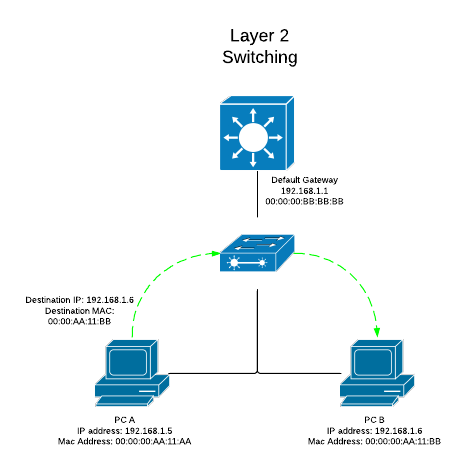 Layer 2
Switching
Default Gateway
192.168.1.1
00:00:00:BB:BB:BB
Destination IP: 192.168.1.6
Destination MAC:
00:00:AA:11:BB
PC A
IP address: 192.168.1.5
Mac Address: 00:00:00:AA:11:AA
PC B
IP address: 192.168.1.6
Mac Address: 00:00:00:AA:11:BB